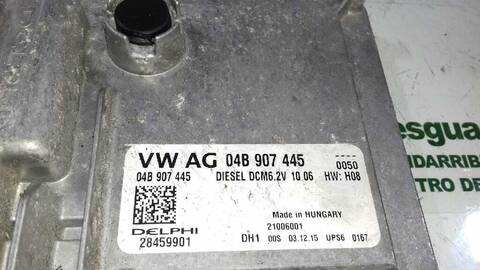 VW AG 04B 907 445
04B 907 445 DIESEL DCM6.2V 10 06 HW: H08
---- 0050
Made in HUNGARY
21006001
DELPHI
28459901 DH1 00S 03.12.15 UPS6 0167
esgua
IDARRIB
TRO DE